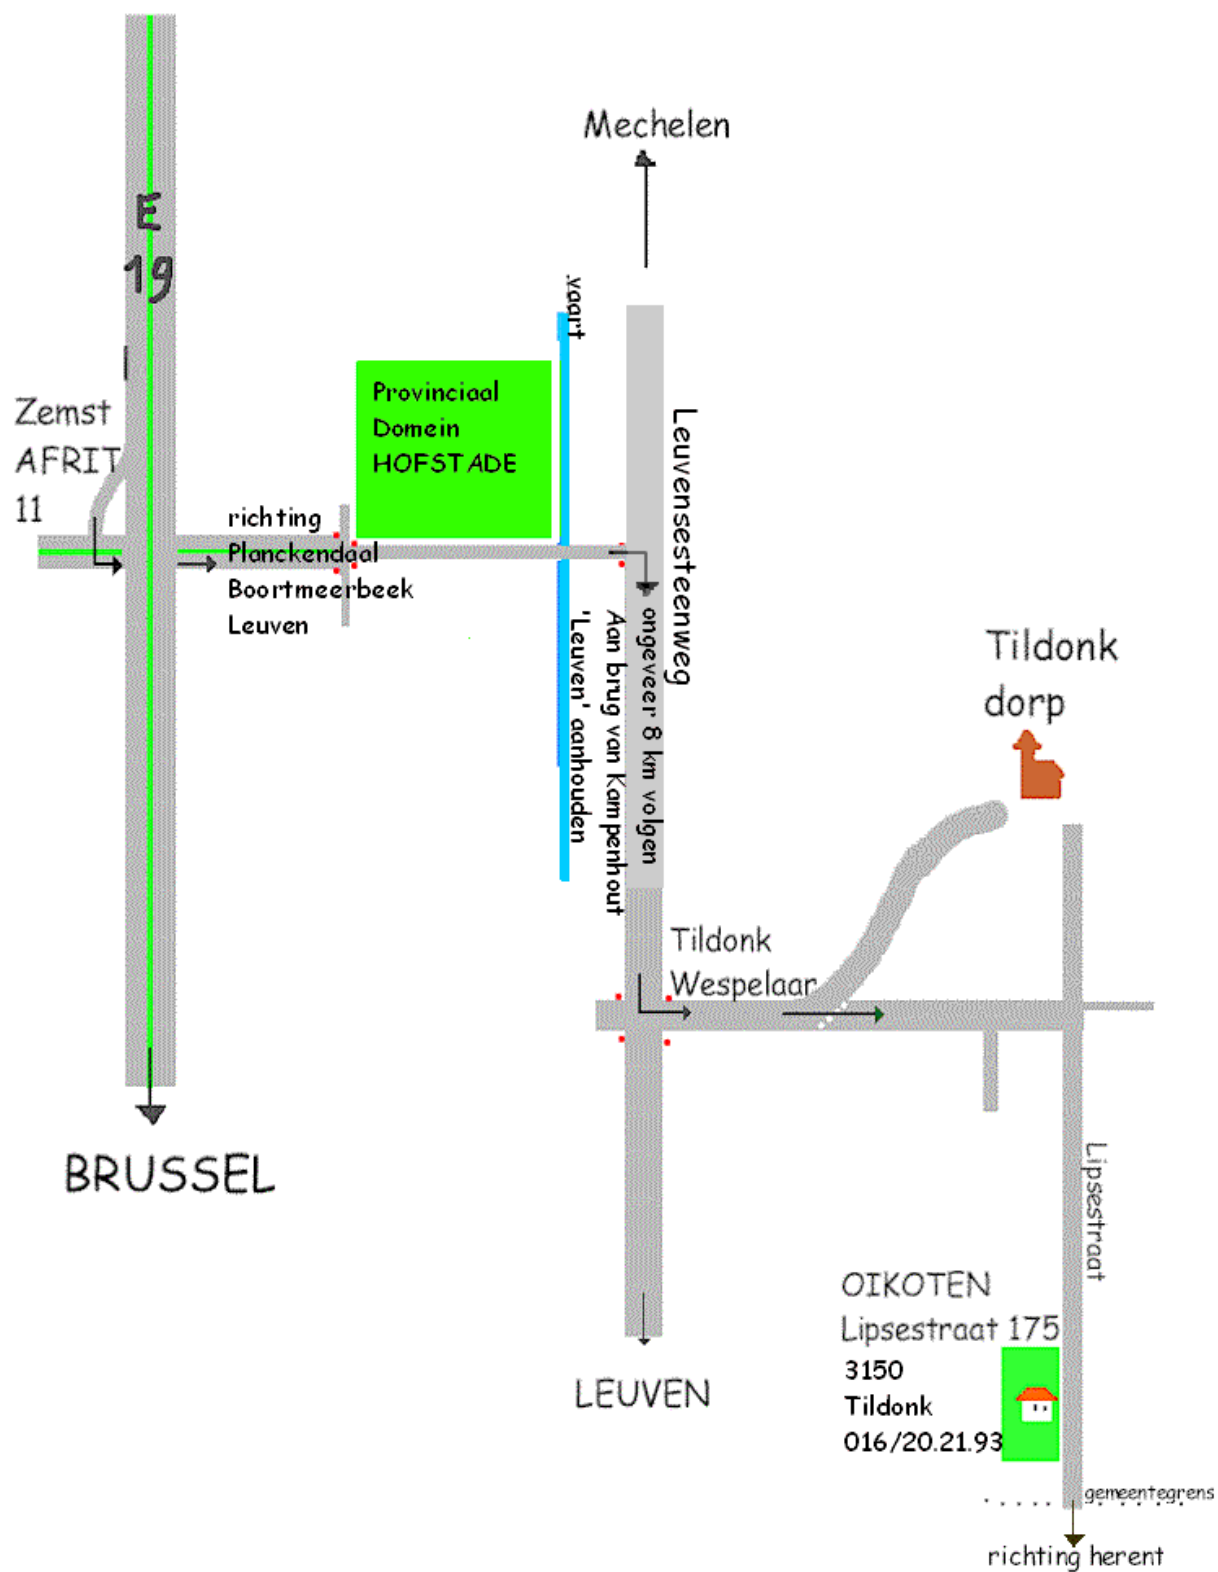 Mechelen
E
19
.vaart
Zemst
AFRIT
11
Provinciaal
Domein
HOFSTADE
Leuvensesteenweg
richting
Planckendaal
Boortmeerbeek
Leuven
ongeveer 8 km volgen
Aan brug van Kampenhout
'Leuven' aanhouden
Tildonk
dorp
Tildonk
Wespelaar
BRUSSEL
Lipsestraat
OIKOTEN
Lipsestraat 175
3150
Tildonk
016/20.21.93
LEUVEN
gemeentegrens
richting herent